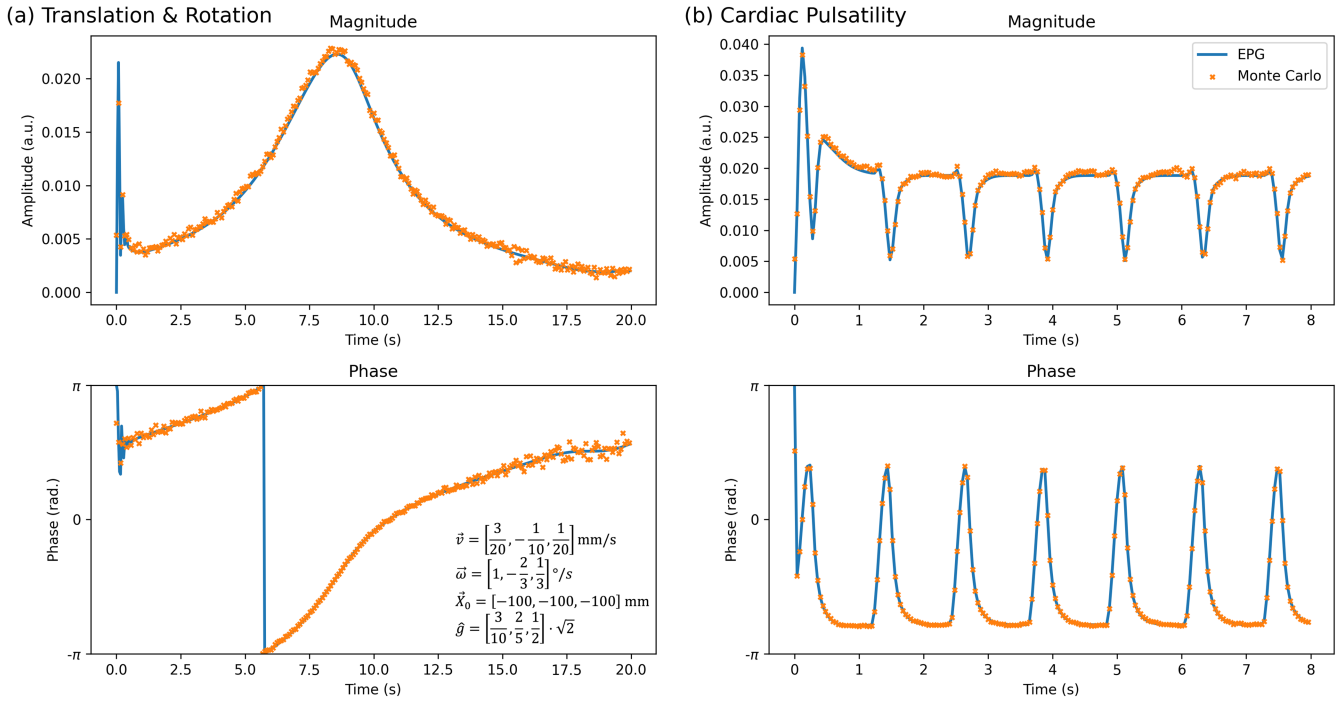 (a) Translation & Rotation
Magnitude
Amplitude (a.u.)
0.020
0.015
0.010
0.005
0.000
0.0 2.5 5.0 7.5 10.0 12.5 15.0 17.5 20.0
Time (s)
Phase
Phase (rad.)
π
0
-π
v⃗ = [3/20, -1/10, 1/20] mm/s
ω⃗ = [1, -2/3, 1/3] °/s
X⃗₀ = [-100, -100, -100] mm
ĝ = [3/10, 2/5, 1/2] · √2
0.0 2.5 5.0 7.5 10.0 12.5 15.0 17.5 20.0
Time (s)
(b) Cardiac Pulsatility
Magnitude
EPG
Monte Carlo
Amplitude (a.u.)
0.040
0.035
0.030
0.025
0.020
0.015
0.010
0.005
0.000
0 1 2 3 4 5 6 7 8
Time (s)
Phase
Phase (rad.)
π
0
-π
0 1 2 3 4 5 6 7 8
Time (s)